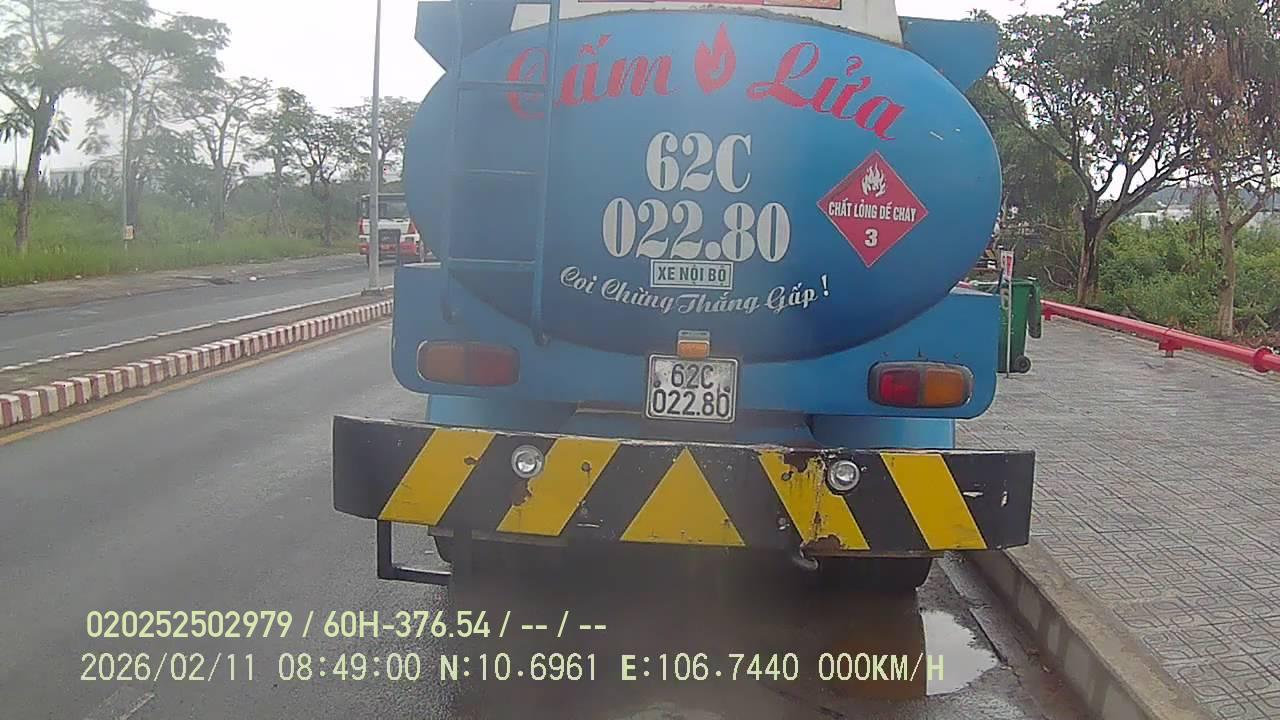 Cấm Lửa
62C
022.80
CHẤT LỎNG DỄ CHÁY
3
XE NỘI BỘ
Coi Chừng Thắng Gấp !
62C
022.80
020252502979 / 60H-376.54 / -- / --
2026/02/11 08:49:00 N:10.6961 E:106.7440 000KM/H